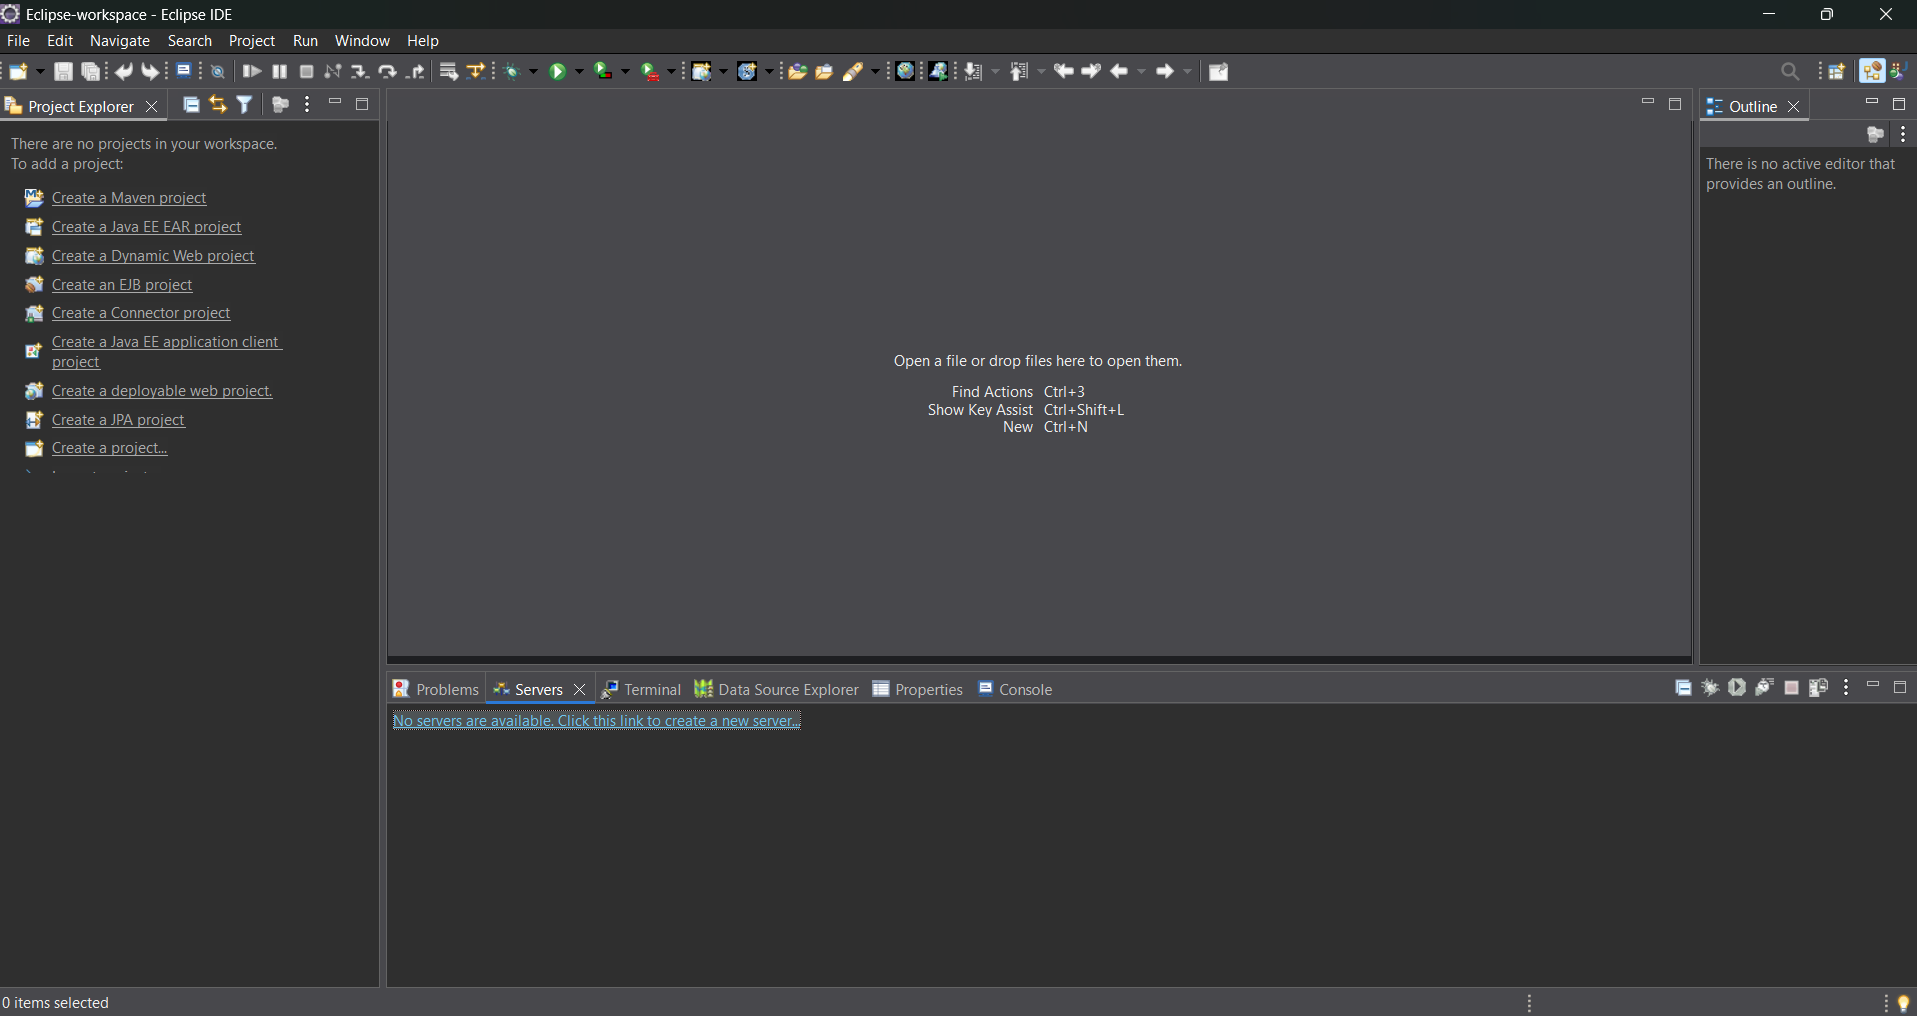 Eclipse-workspace - Eclipse IDE
File Edit Navigate Search Project Run Window Help
Project Explorer
There are no projects in your workspace.
To add a project:
Create a Maven project
Create a Java EE EAR project
Create a Dynamic Web project
Create an EJB project
Create a Connector project
Create a Java EE application client
project
Create a deployable web project.
Create a JPA project
Create a project...
Open a file or drop files here to open them.
Find Actions Ctrl+3
Show Key Assist Ctrl+Shift+L
New Ctrl+N
Outline
There is no active editor that
provides an outline.
Problems Servers Terminal Data Source Explorer Properties Console
No servers are available. Click this link to create a new server...
0 items selected